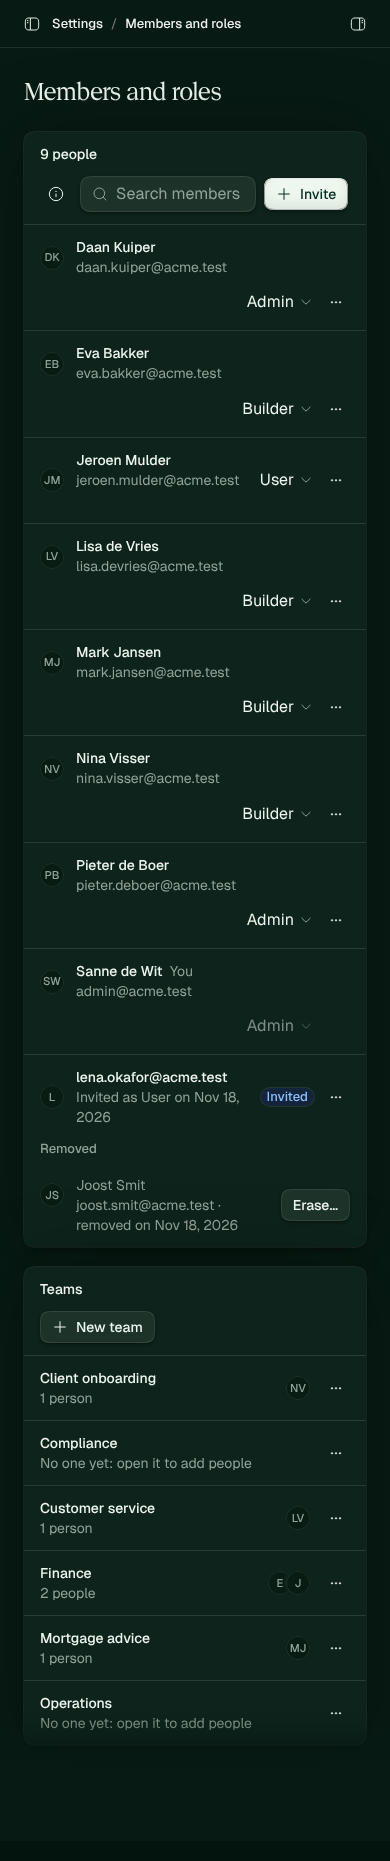 Settings / Members and roles
Members and roles
9 people
Search members
Invite
DK
Daan Kuiper
daan.kuiper@acme.test
Admin
EB
Eva Bakker
eva.bakker@acme.test
Builder
JM
Jeroen Mulder
jeroen.mulder@acme.test
User
LV
Lisa de Vries
lisa.devries@acme.test
Builder
MJ
Mark Jansen
mark.jansen@acme.test
Builder
NV
Nina Visser
nina.visser@acme.test
Builder
PB
Pieter de Boer
pieter.deboer@acme.test
Admin
SW
Sanne de Wit You
admin@acme.test
Admin
L
lena.okafor@acme.test
Invited as User on Nov 18,
2026
Invited
Removed
JS
Joost Smit
joost.smit@acme.test ·
removed on Nov 18, 2026
Erase...
Teams
New team
Client onboarding
1 person
NV
Compliance
No one yet: open it to add people
Customer service
1 person
LV
Finance
2 people
E J
Mortgage advice
1 person
MJ
Operations
No one yet: open it to add people